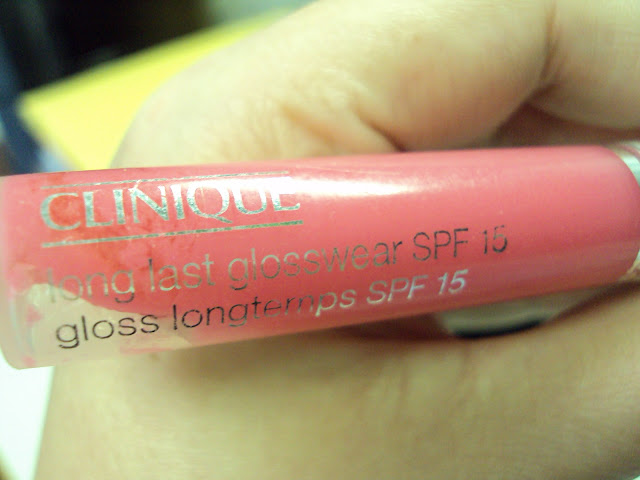 CLINIQUE
long last glosswear SPF 15
gloss longtemps SPF 15